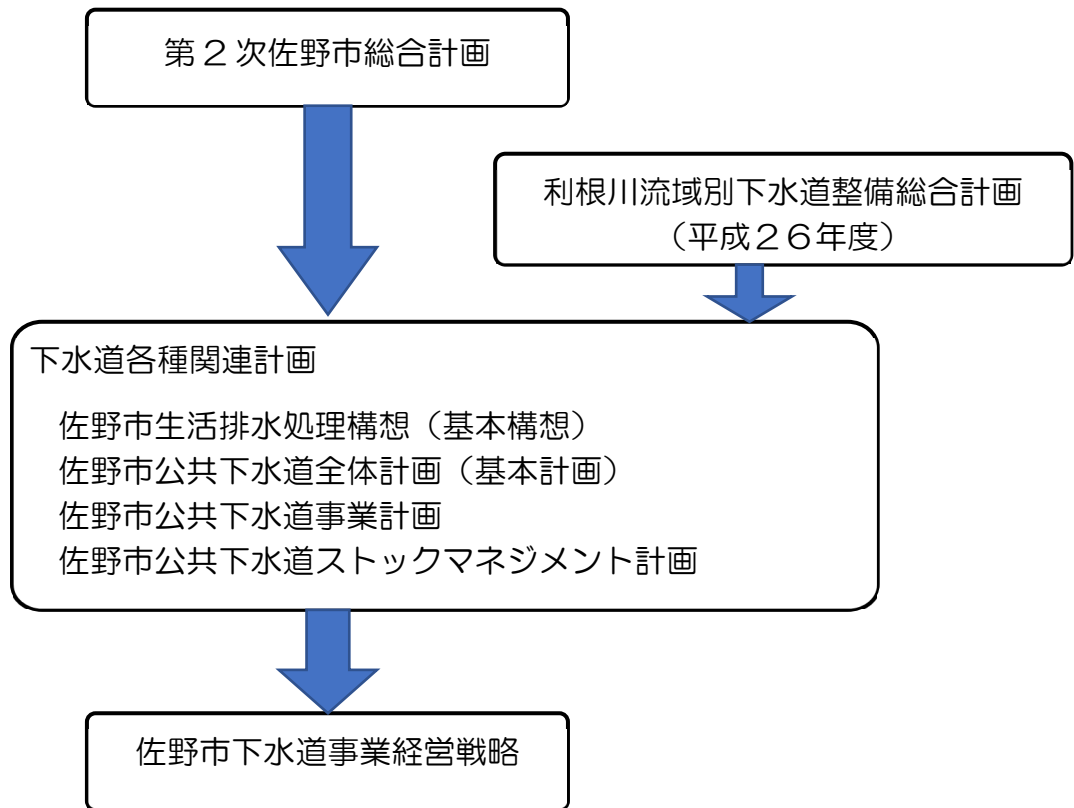 第２次佐野市総合計画
利根川流域別下水道整備総合計画
（平成２６年度）
下水道各種関連計画
佐野市生活排水処理構想（基本構想）
佐野市公共下水道全体計画（基本計画）
佐野市公共下水道事業計画
佐野市公共下水道ストックマネジメント計画
佐野市下水道事業経営戦略